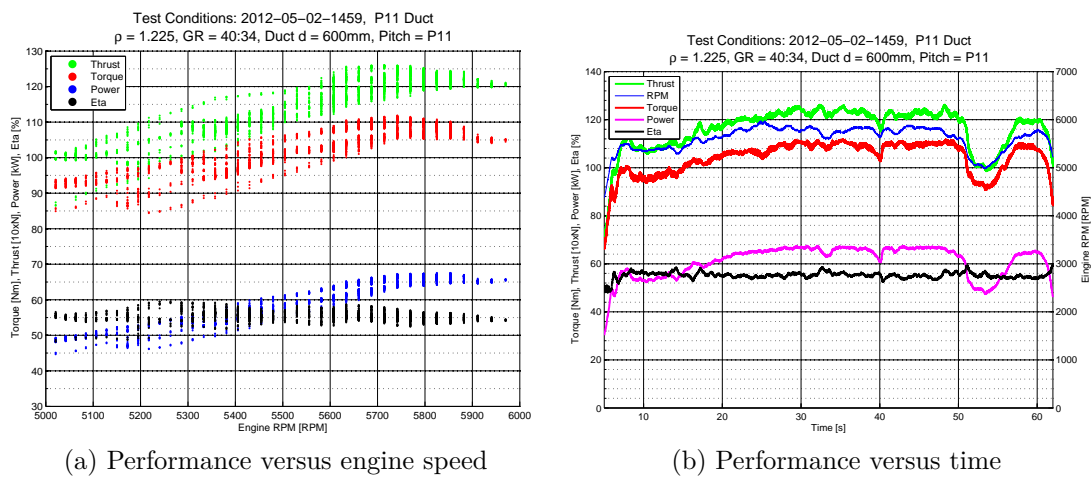 Test Conditions: 2012−05−02−1459,  P11 Duct
ρ = 1.225, GR = 40:34, Duct d = 600mm, Pitch = P11
Torque [Nm], Thrust [10xN], Power [kW], Eta [%]
130
120
110
100
90
80
70
60
50
40
30
Thrust
Torque
Power
Eta
5000 5100 5200 5300 5400 5500 5600 5700 5800 5900 6000
Engine RPM [RPM]
(a) Performance versus engine speed
Test Conditions: 2012−05−02−1459,  P11 Duct
ρ = 1.225, GR = 40:34, Duct d = 600mm, Pitch = P11
Torque [Nm], Thrust [10xN], Power [kW], Eta [%]
140
120
100
80
60
40
20
0
Thrust
RPM
Torque
Power
Eta
10 20 30 40 50 60
Time [s]
7000
6000
5000
4000
3000
2000
1000
0
Engine RPM [RPM]
(b) Performance versus time